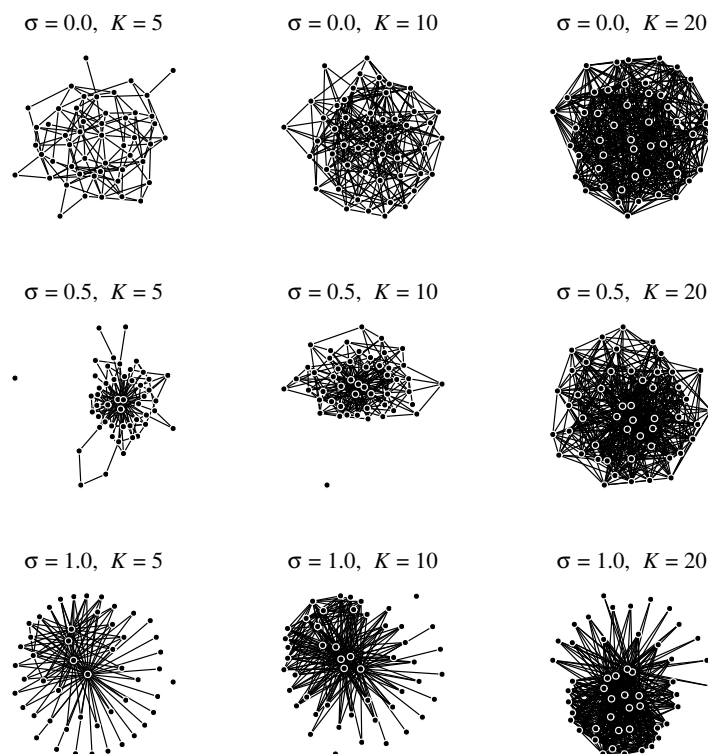 σ = 0.0, K = 5
σ = 0.0, K = 10
σ = 0.0, K = 20
σ = 0.5, K = 5
σ = 0.5, K = 10
σ = 0.5, K = 20
σ = 1.0, K = 5
σ = 1.0, K = 10
σ = 1.0, K = 20